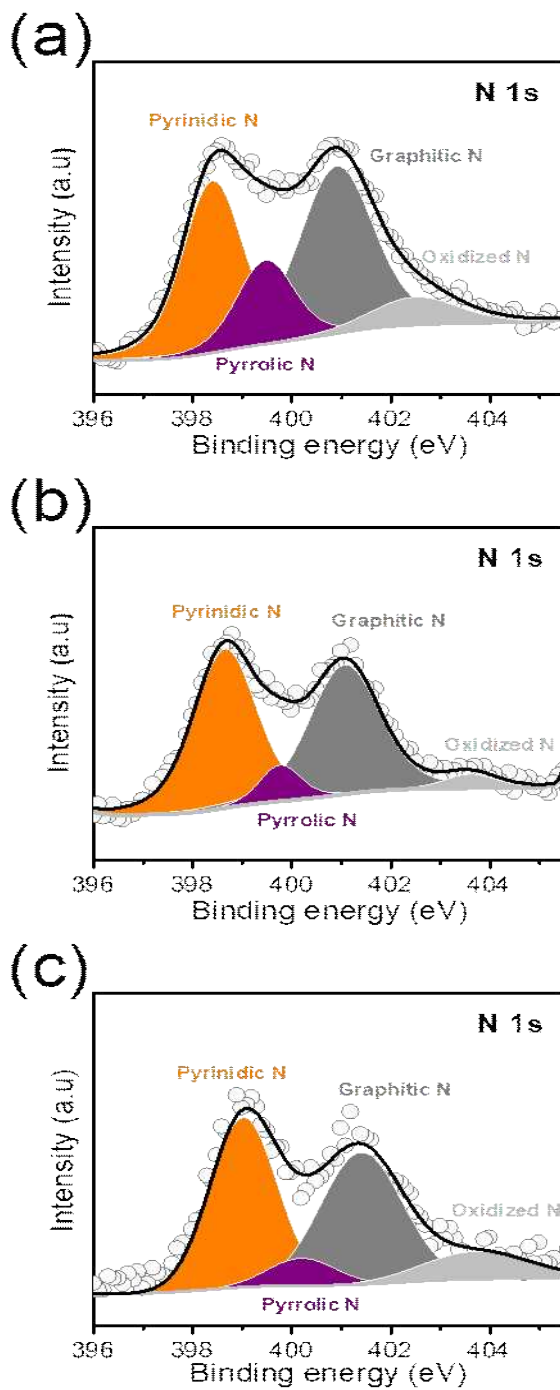 (a)
N 1s
Pyrinidic N
Graphitic N
Oxidized N
Pyrrolic N
Intensity (a.u)
396 398 400 402 404
Binding energy (eV)
(b)
N 1s
Pyrinidic N
Graphitic N
Oxidized N
Pyrrolic N
Intensity (a.u)
396 398 400 402 404
Binding energy (eV)
(c)
N 1s
Pyrinidic N
Graphitic N
Oxidized N
Pyrrolic N
Intensity (a.u)
396 398 400 402 404
Binding energy (eV)